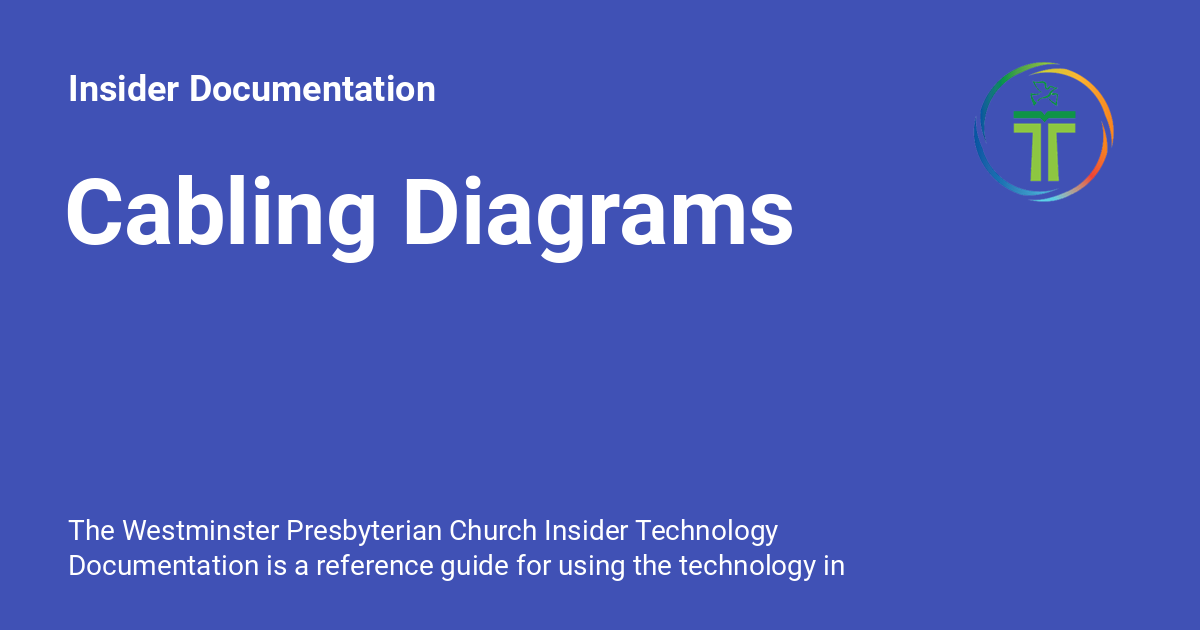 Insider Documentation
Cabling Diagrams
The Westminster Presbyterian Church Insider Technology
Documentation is a reference guide for using the technology in